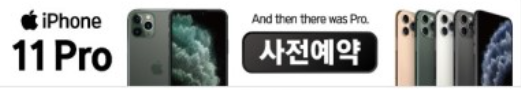 iPhone
11 Pro
And then there was Pro.
사전예약